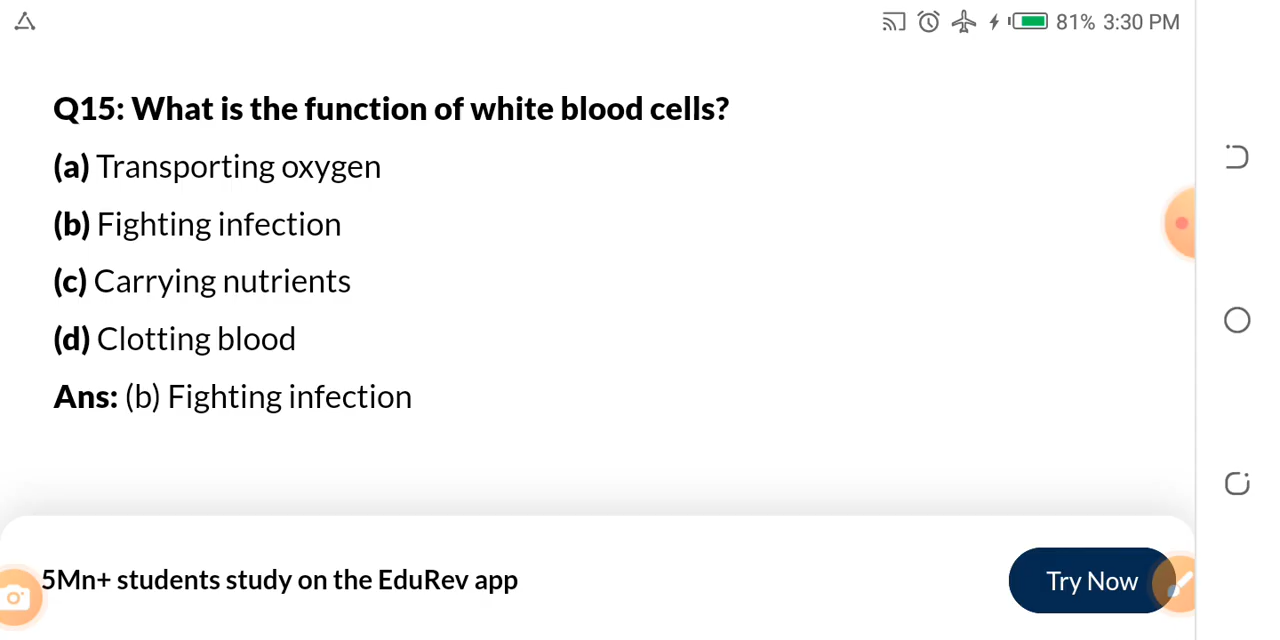 81% 3:30 PM
Q15: What is the function of white blood cells?
(a) Transporting oxygen
(b) Fighting infection
(c) Carrying nutrients
(d) Clotting blood
Ans: (b) Fighting infection
5Mn+ students study on the EduRev app
Try Now